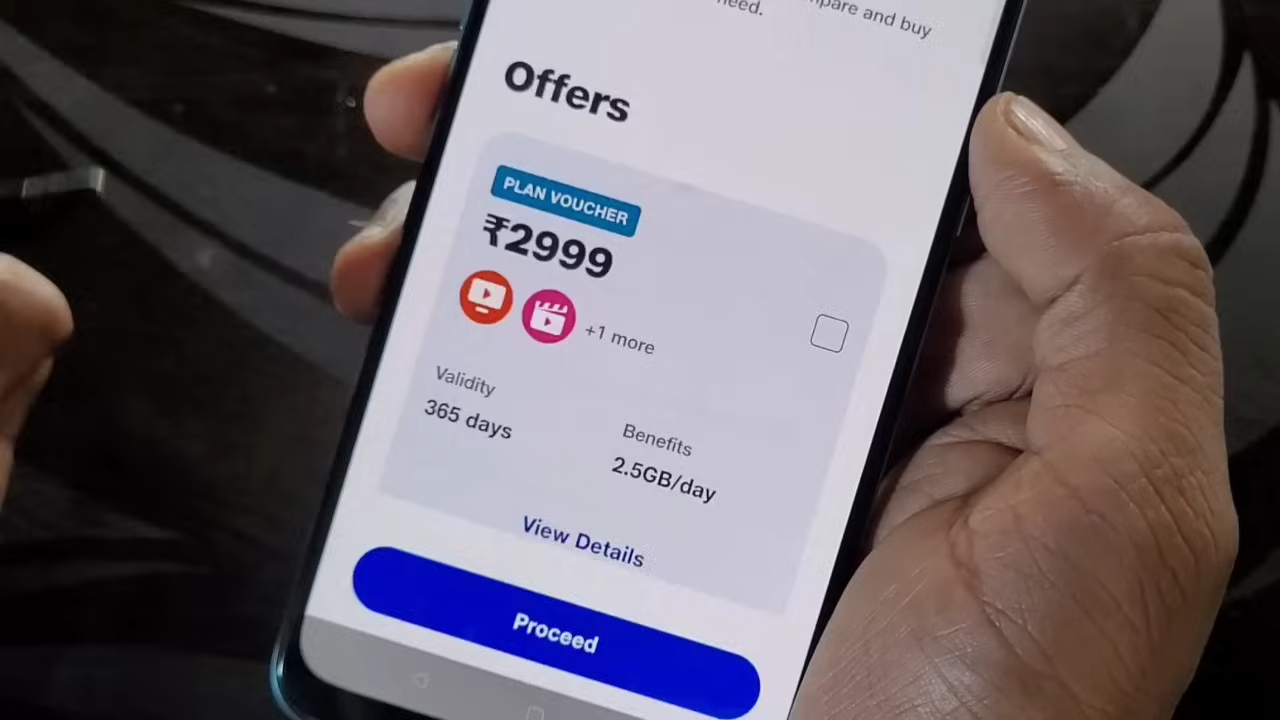 compare and buy
need.
Offers
PLAN VOUCHER
₹2999
+1 more
Validity
365 days
Benefits
2.5GB/day
View Details
Proceed